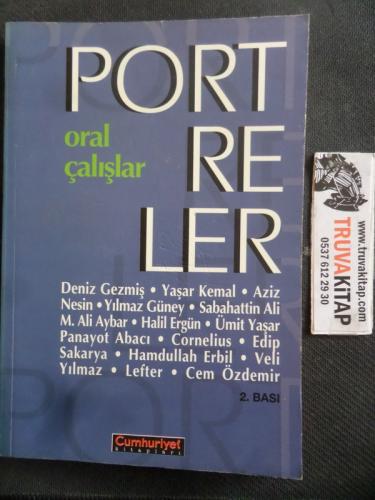 PORT
oral
çalışlar
RE
LER
Deniz Gezmiş • Yaşar Kemal • Aziz
Nesin • Yılmaz Güney • Sabahattin Ali
M. Ali Aybar • Halil Ergün • Ümit Yaşar
Panayot Abacı • Cornelius • Edip
Sakarya • Hamdullah Erbil • Veli
Yılmaz • Lefter • Cem Özdemir
2. BASI
Cumhuriyet
kitapları
www.truvakitap.com
TRUVAKİTAP
0537 612 29 30